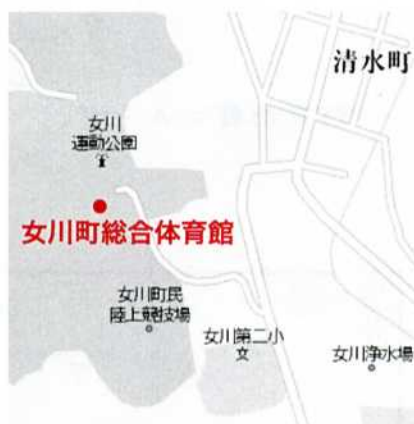 清水町
女川
運動公園
女川町総合体育館
女川町民
陸上競技場
女川第二小
文
女川浄水場